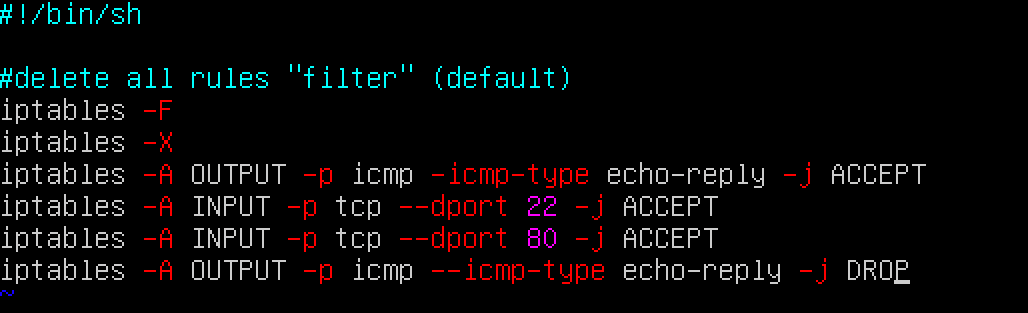 #!/bin/sh
#delete all rules "filter" (default)
iptables -F
iptables -X
iptables -A OUTPUT -p icmp -icmp-type echo-reply -j ACCEPT
iptables -A INPUT -p tcp --dport 22 -j ACCEPT
iptables -A INPUT -p tcp --dport 80 -j ACCEPT
iptables -A OUTPUT -p icmp --icmp-type echo-reply -j DROP
~